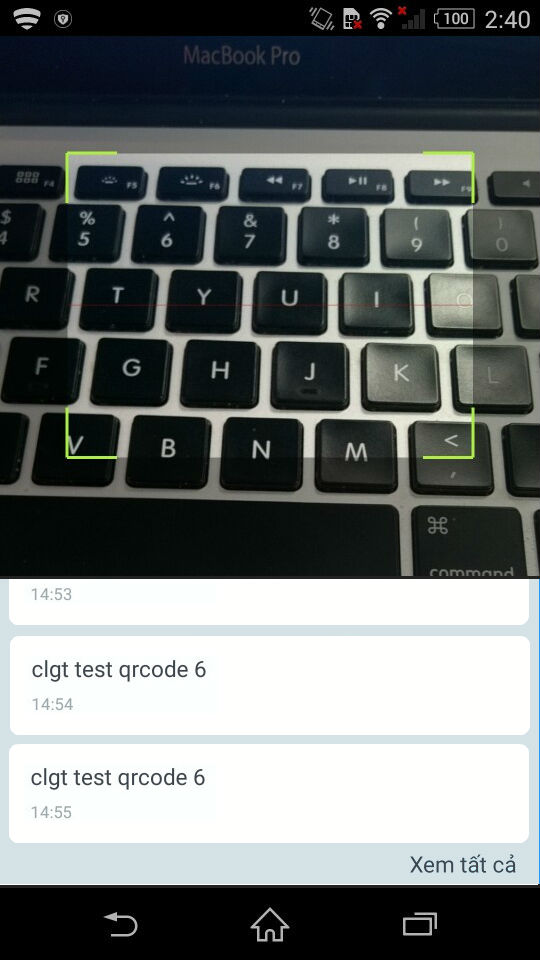 100 2:40
MacBook Pro
F4 F5 F6 F7 F8 F9
$ % ^ & * ( )
4 5 6 7 8 9 0
R T Y U I O
F G H J K L
V B N M <
,
⌘
command
14:53
clgt test qrcode 6
14:54
clgt test qrcode 6
14:55
Xem tất cả